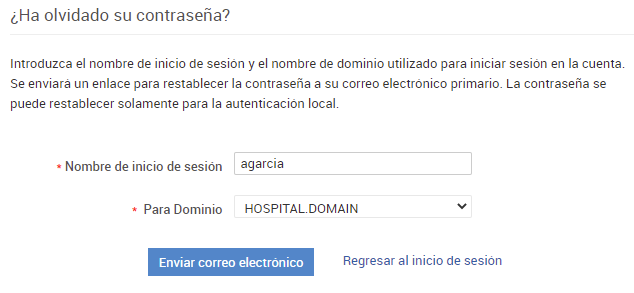 ¿Ha olvidado su contraseña?
Introduzca el nombre de inicio de sesión y el nombre de dominio utilizado para iniciar sesión en la cuenta.
Se enviará un enlace para restablecer la contraseña a su correo electrónico primario. La contraseña se
puede restablecer solamente para la autenticación local.
* Nombre de inicio de sesión agarcia
* Para Dominio HOSPITAL.DOMAIN
Enviar correo electrónico Regresar al inicio de sesión